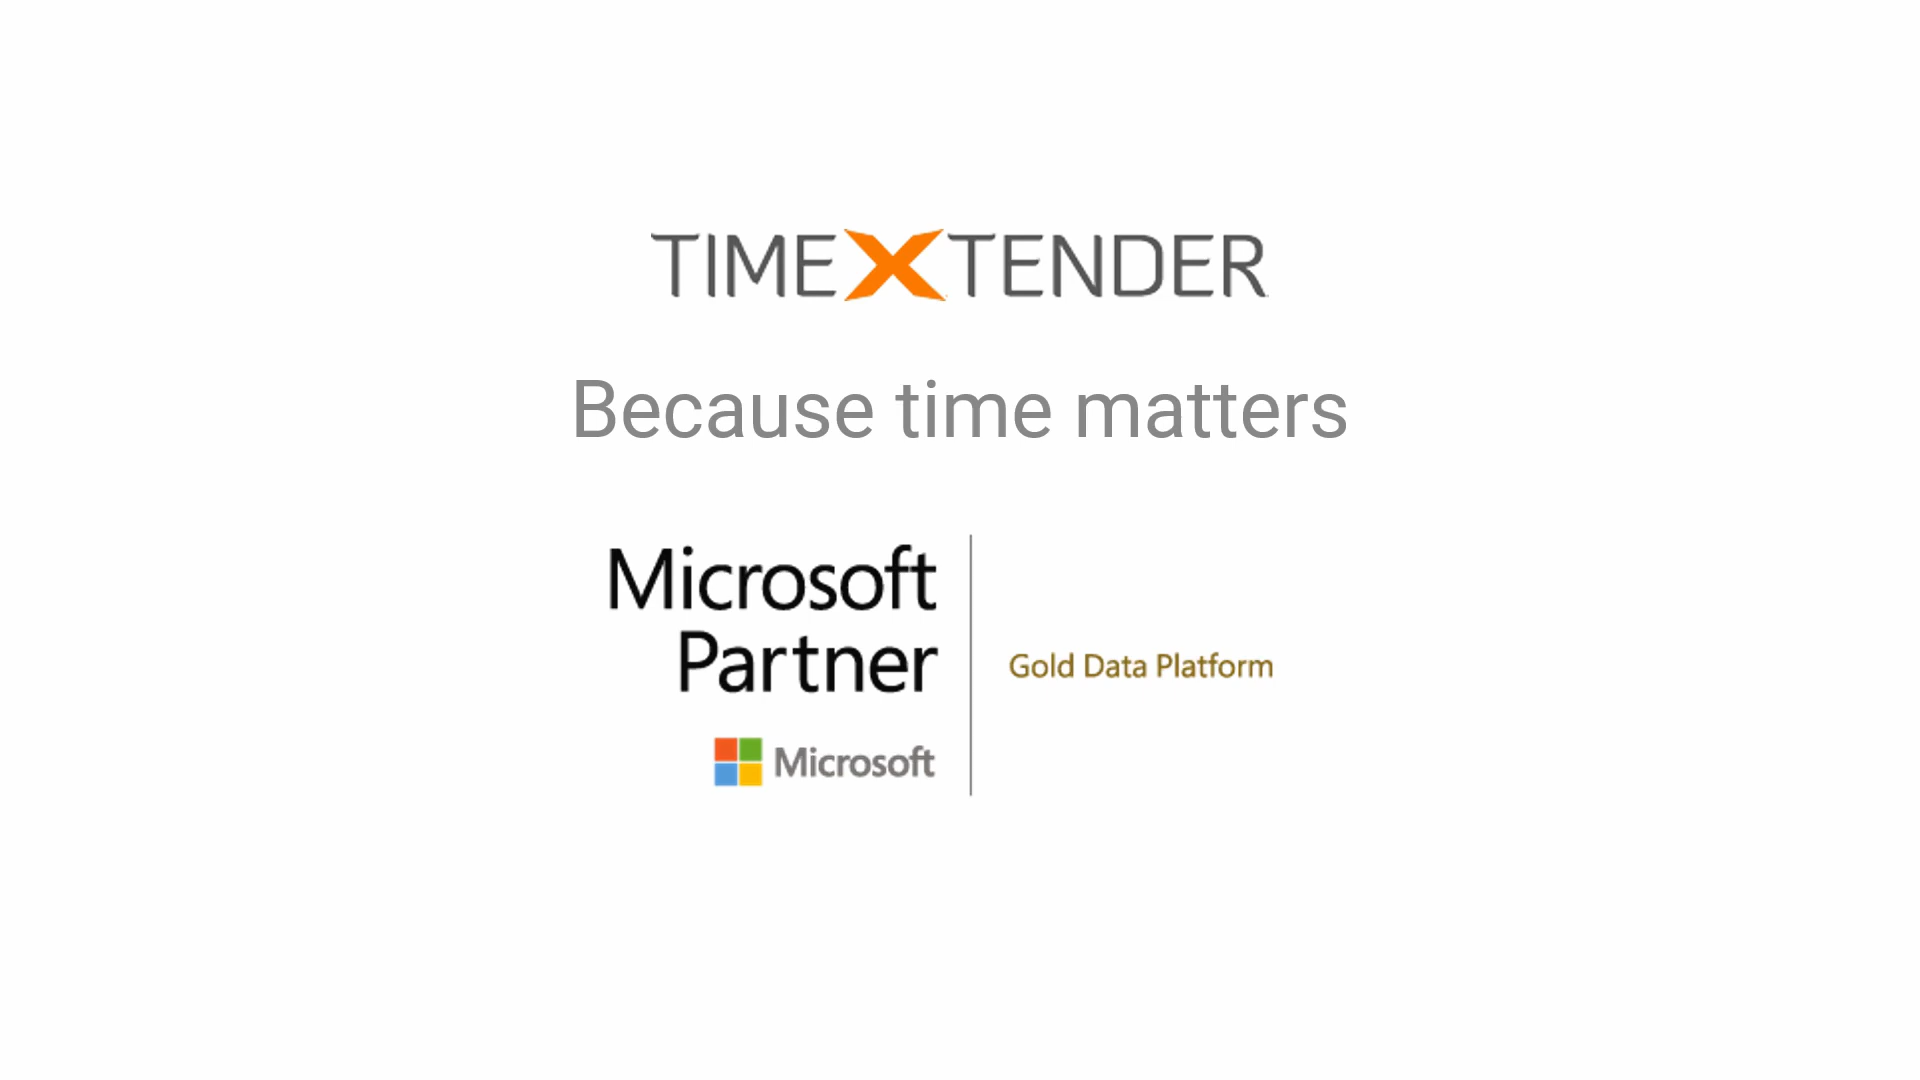 TIMEXTENDER
Because time matters
Microsoft
Partner
Gold Data Platform
Microsoft